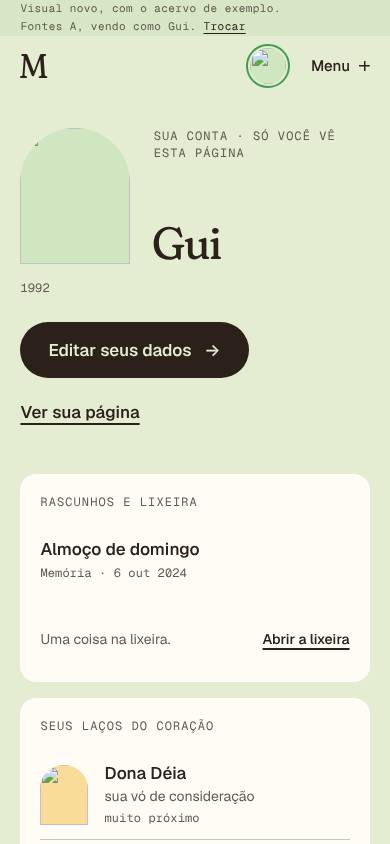 Visual novo, com o acervo de exemplo.
Fontes A, vendo como Gui. Trocar
M
Menu +
SUA CONTA · SÓ VOCÊ VÊ
ESTA PÁGINA
Gui
1992
Editar seus dados →
Ver sua página
RASCUNHOS E LIXEIRA
Almoço de domingo
Memória · 6 out 2024
Uma coisa na lixeira. Abrir a lixeira
SEUS LAÇOS DO CORAÇÃO
Dona Déia
sua vó de consideração
muito próximo